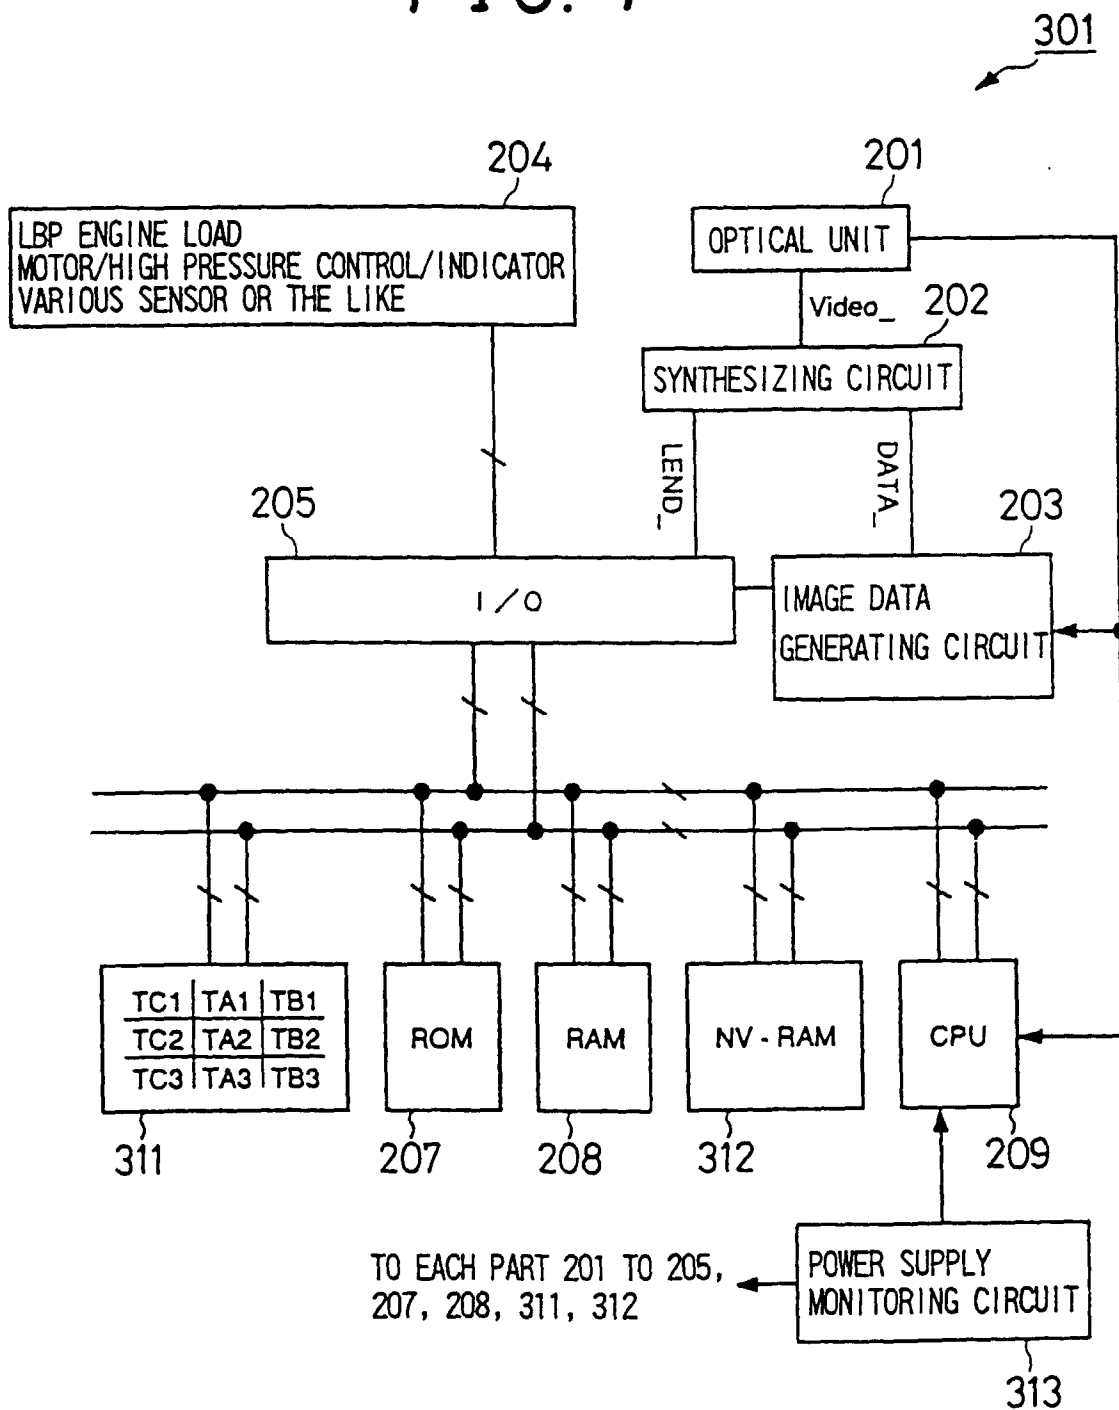 301
204
201
LBP ENGINE LOAD
MOTOR/HIGH PRESSURE CONTROL/INDICATOR
VARIOUS SENSOR OR THE LIKE
OPTICAL UNIT
Video_
202
SYNTHESIZING CIRCUIT
LEND_
DATA_
205
203
I/O
IMAGE DATA
GENERATING CIRCUIT
TC1 TA1 TB1
TC2 TA2 TB2
TC3 TA3 TB3
ROM
RAM
NV-RAM
CPU
311
207
208
312
209
TO EACH PART 201 TO 205,
207, 208, 311, 312
POWER SUPPLY
MONITORING CIRCUIT
313